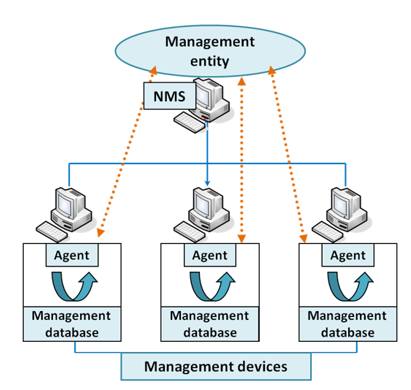 Management
entity
NMS
Agent
Agent
Agent
Management
database
Management
database
Management
database
Management devices